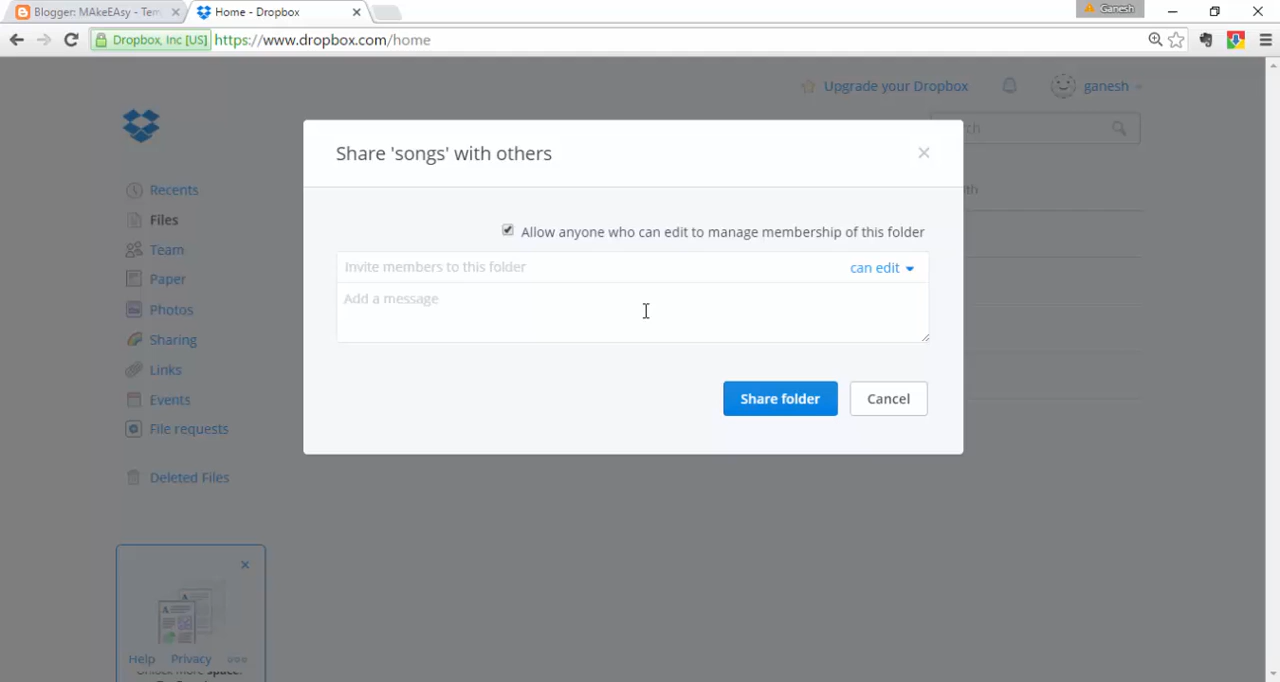 Blogger: MAkeEAsy - Tem
Home - Dropbox
Ganesh
Dropbox, Inc [US]
https://www.dropbox.com/home
Upgrade your Dropbox
ganesh
Share 'songs' with others
Recents
Files
Allow anyone who can edit to manage membership of this folder
Team
Invite members to this folder
can edit
Paper
Add a message
Photos
Sharing
Links
Share folder
Cancel
Events
File requests
Deleted Files
Help
Privacy